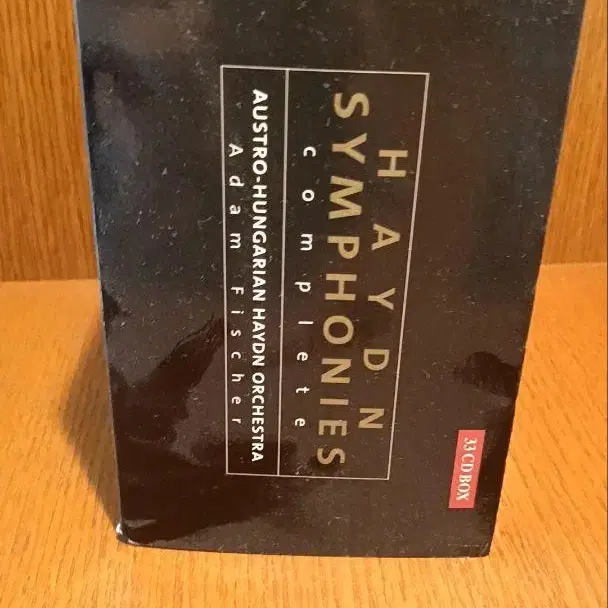 HAYDN
SYMPHONIES
complete
AUSTRO-HUNGARIAN HAYDN ORCHESTRA
Adam Fischer
33 CD BOX